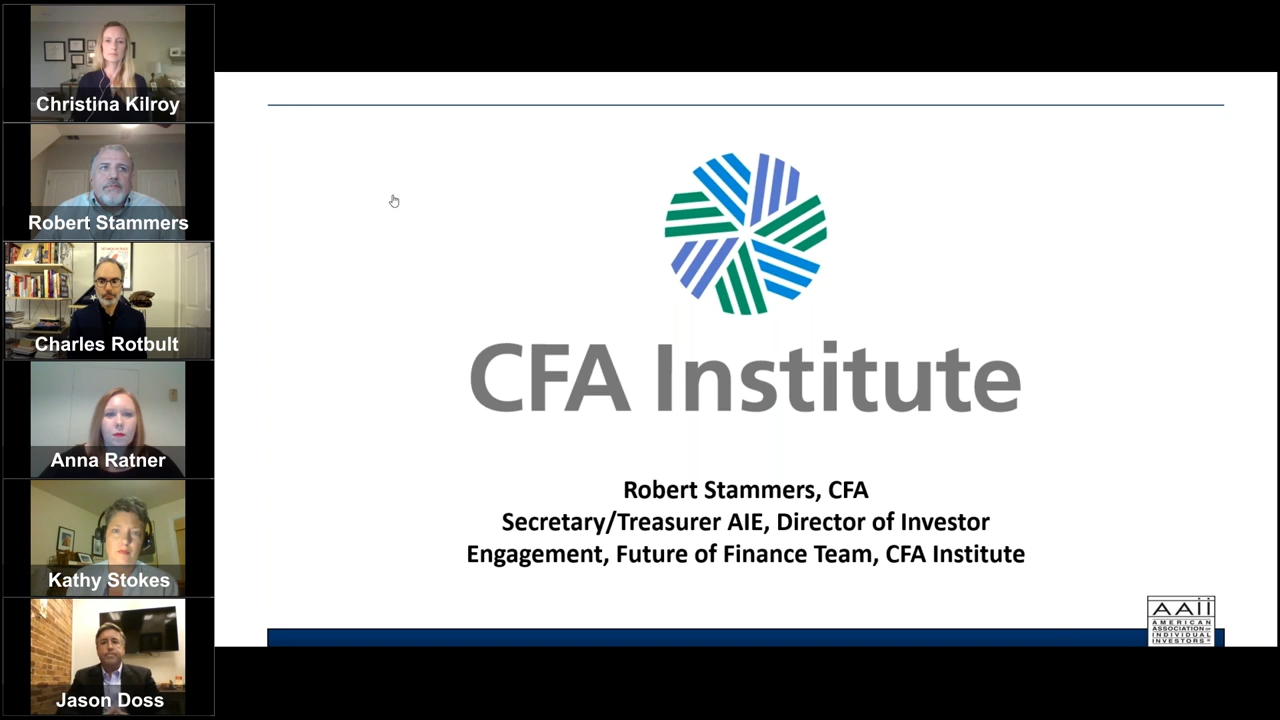 Christina Kilroy
Robert Stammers
Charles Rotbult
Anna Ratner
Kathy Stokes
Jason Doss
CFA Institute
Robert Stammers, CFA
Secretary/Treasurer AIE, Director of Investor
Engagement, Future of Finance Team, CFA Institute
AAii
AMERICAN
ASSOCIATION OF
INDIVIDUAL
INVESTORS®